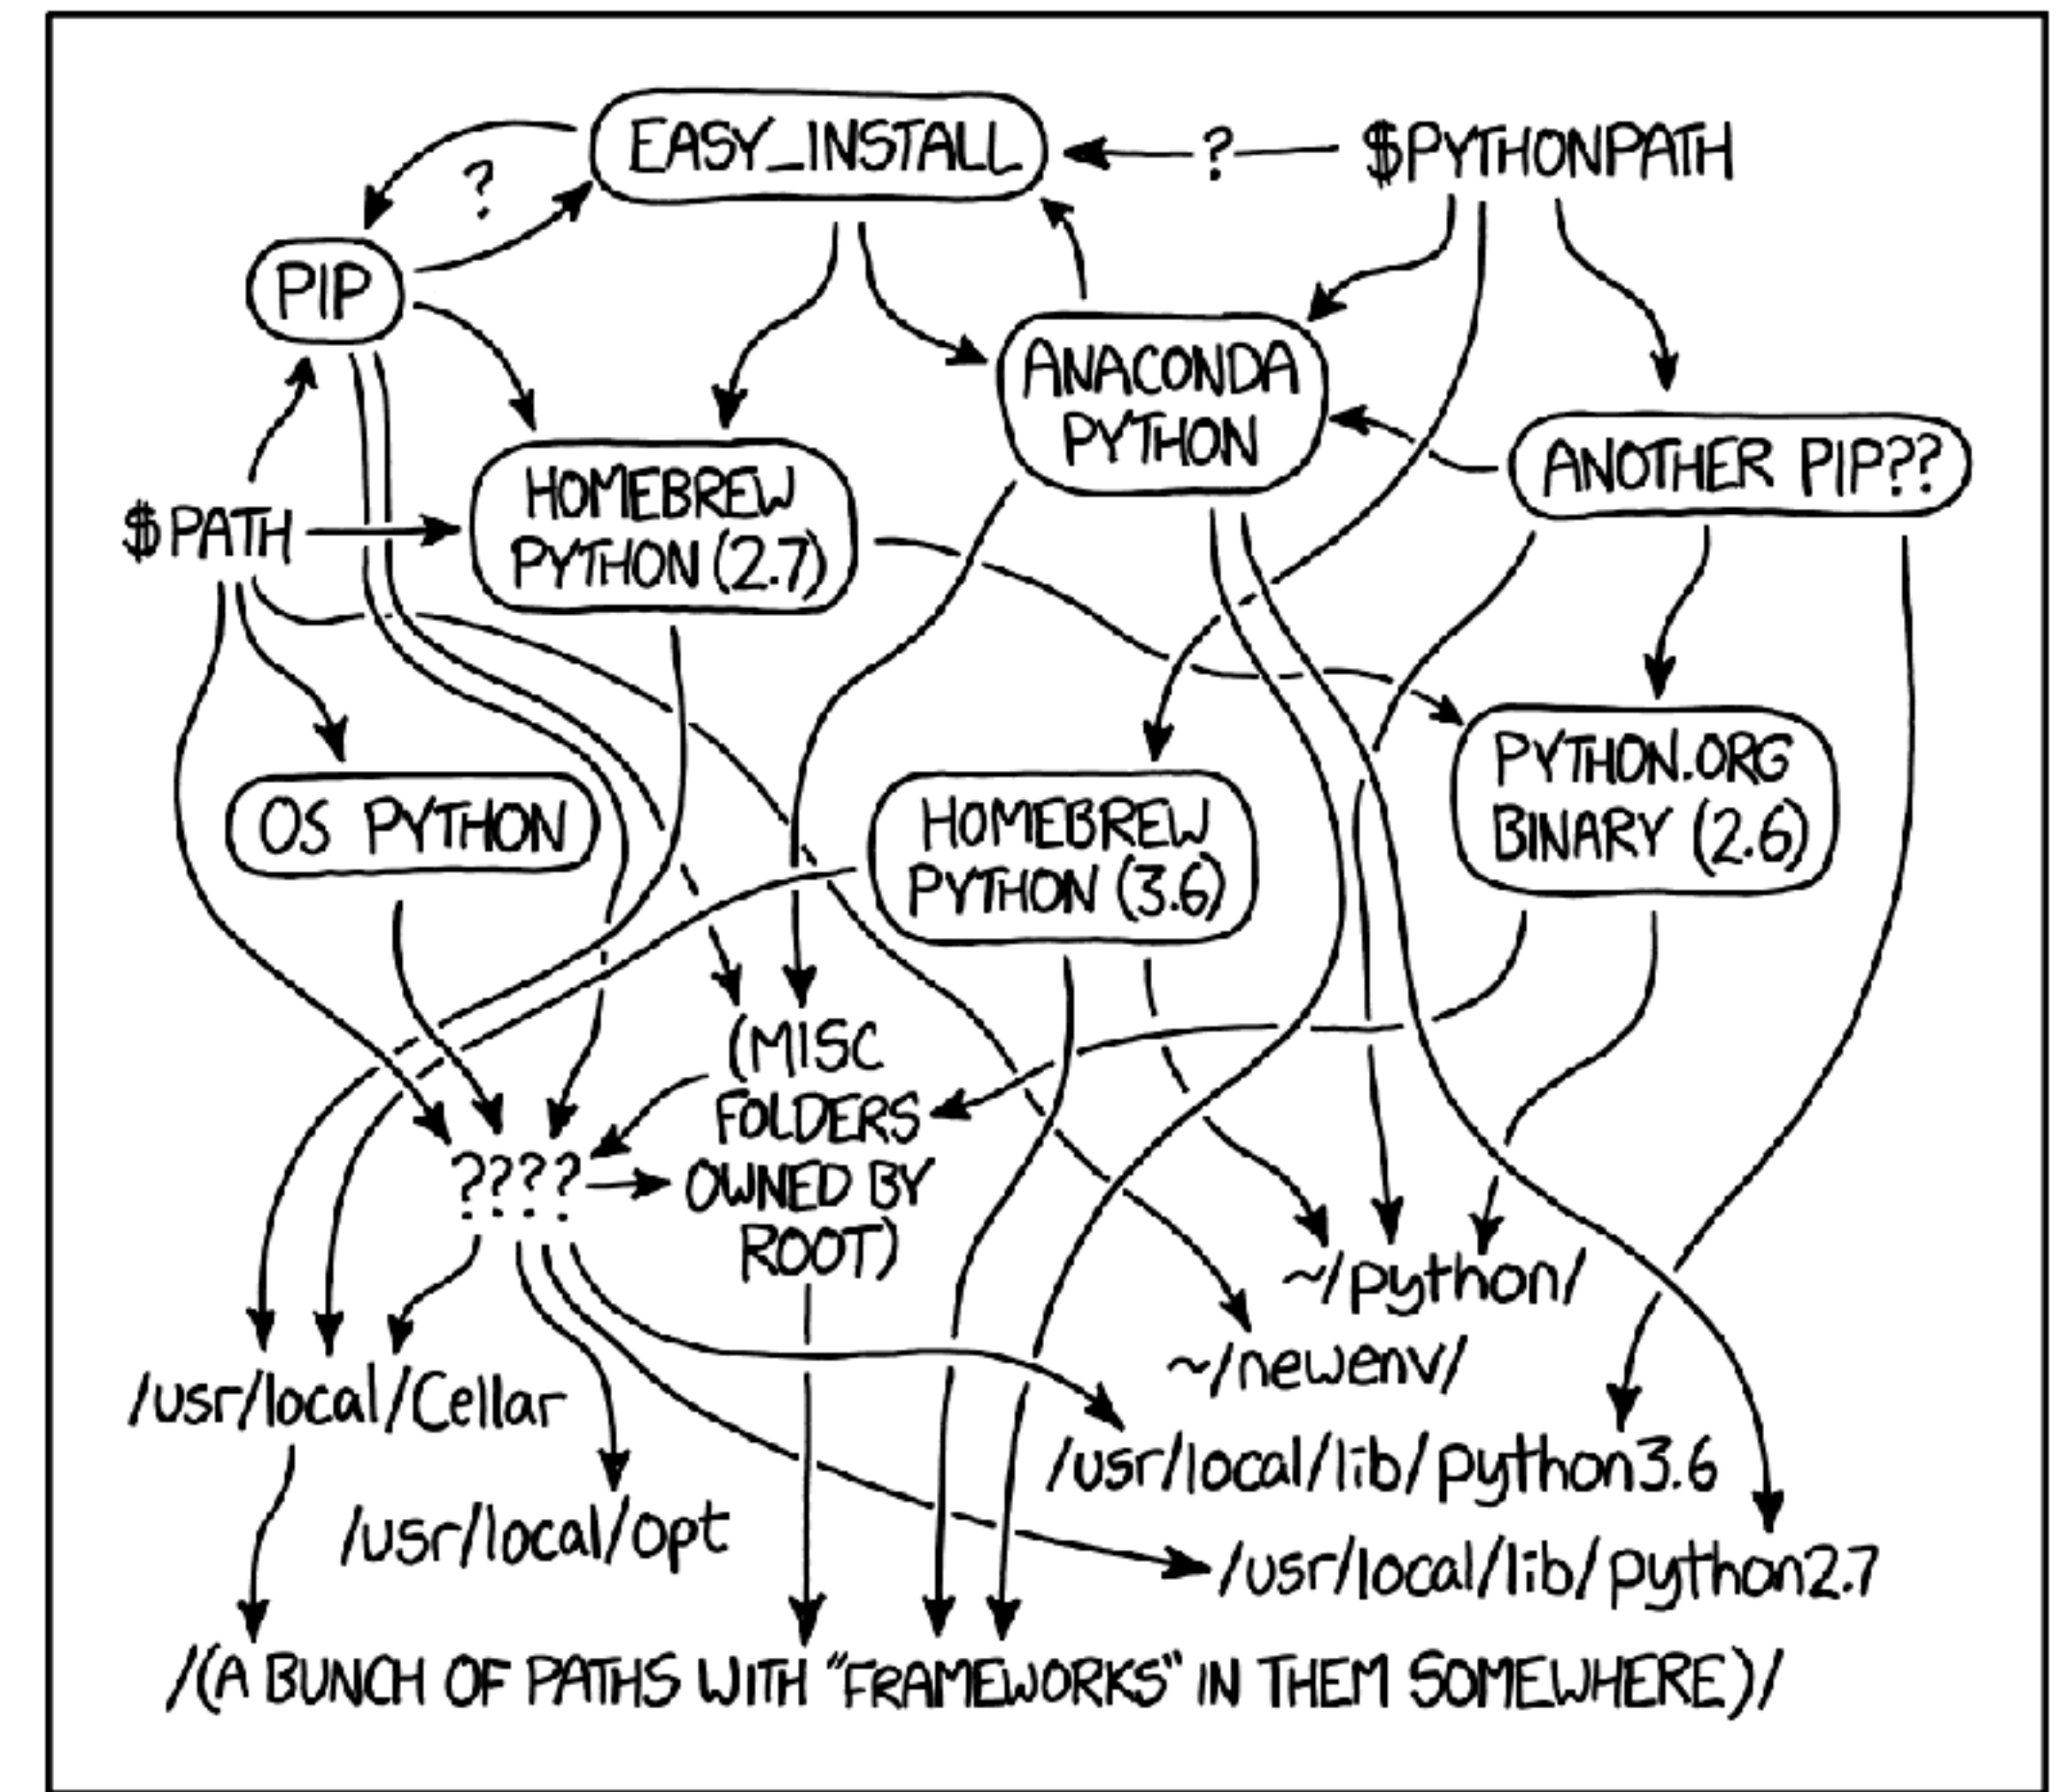 EASY_INSTALL
?
$PYTHONPATH
?
PIP
ANACONDA
PYTHON
ANOTHER PIP??
HOMEBREW
PYTHON (2.7)
$PATH
PYTHON.ORG
BINARY (2.6)
OS PYTHON
HOMEBREW
PYTHON (3.6)
(MISC
FOLDERS
OWNED BY
ROOT)
????
~/python/
~/newenv/
/usr/local/Cellar
/usr/local/lib/python3.6
/usr/local/opt
/usr/local/lib/python2.7
/(A BUNCH OF PATHS WITH "FRAMEWORKS" IN THEM SOMEWHERE)/